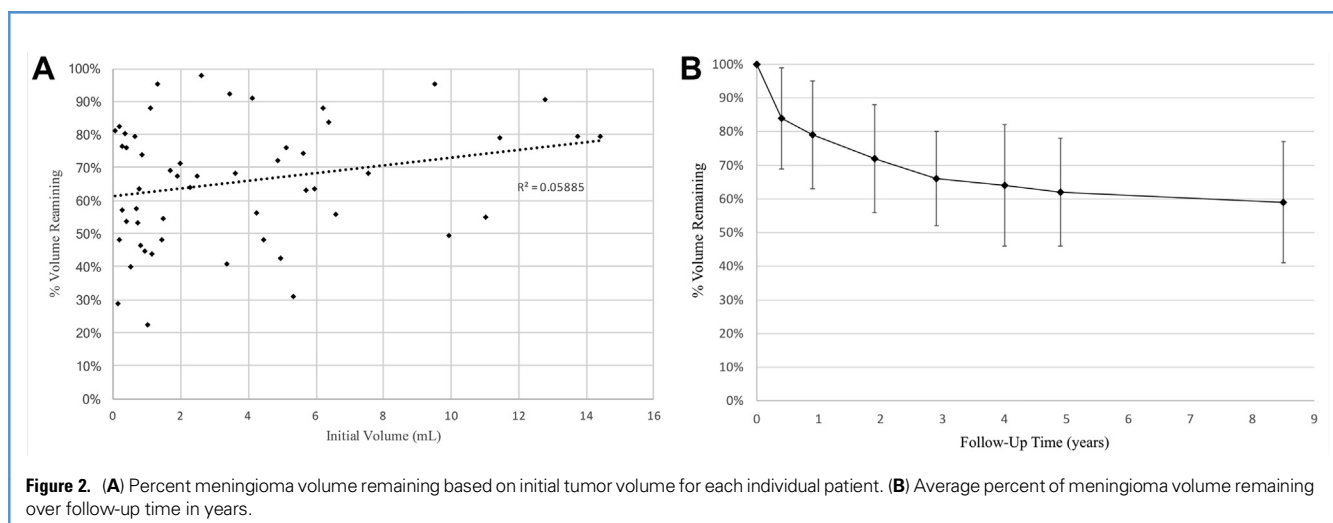 A
100%
90%
80%
70%
60%
50%
40%
30%
20%
10%
0%
% Volume Reamining
R² = 0.05885
0 2 4 6 8 10 12 14 16
Initial Volume (mL)
B
100%
90%
80%
70%
60%
50%
40%
30%
20%
10%
0%
% Volume Remaining
0 1 2 3 4 5 6 7 8 9
Follow-Up Time (years)
Figure 2. (A) Percent meningioma volume remaining based on initial tumor volume for each individual patient. (B) Average percent of meningioma volume remaining
over follow-up time in years.